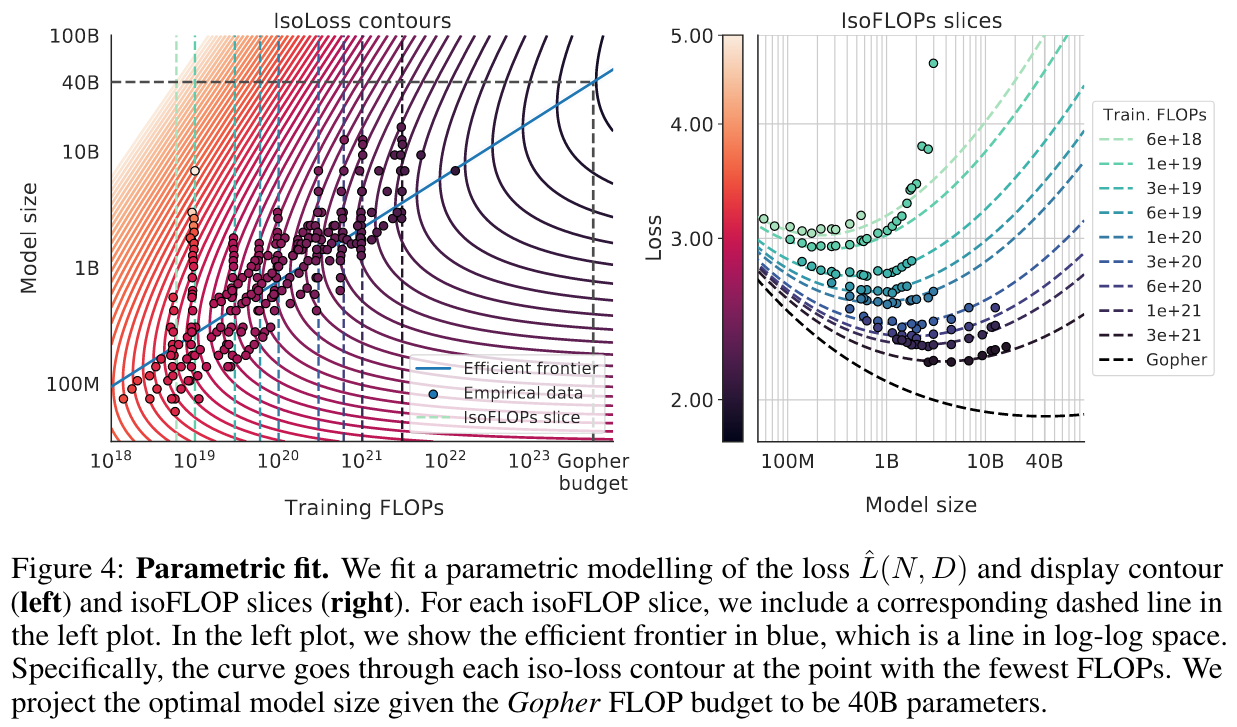 IsoLoss contours
100B
40B
10B
1B
100M
Model size
10^18
10^19
10^20
10^21
10^22
10^23
Gopher
budget
Training FLOPs
Efficient frontier
Empirical data
IsoFLOPs slice
IsoFLOPs slices
5.00
4.00
3.00
2.00
Loss
100M
1B
10B
40B
Model size
Train. FLOPs
6e+18
1e+19
3e+19
6e+19
1e+20
3e+20
6e+20
1e+21
3e+21
Gopher
Figure 4: Parametric fit. We fit a parametric modelling of the loss L̂(N, D) and display contour
(left) and isoFLOP slices (right). For each isoFLOP slice, we include a corresponding dashed line in
the left plot. In the left plot, we show the efficient frontier in blue, which is a line in log-log space.
Specifically, the curve goes through each iso-loss contour at the point with the fewest FLOPs. We
project the optimal model size given the Gopher FLOP budget to be 40B parameters.